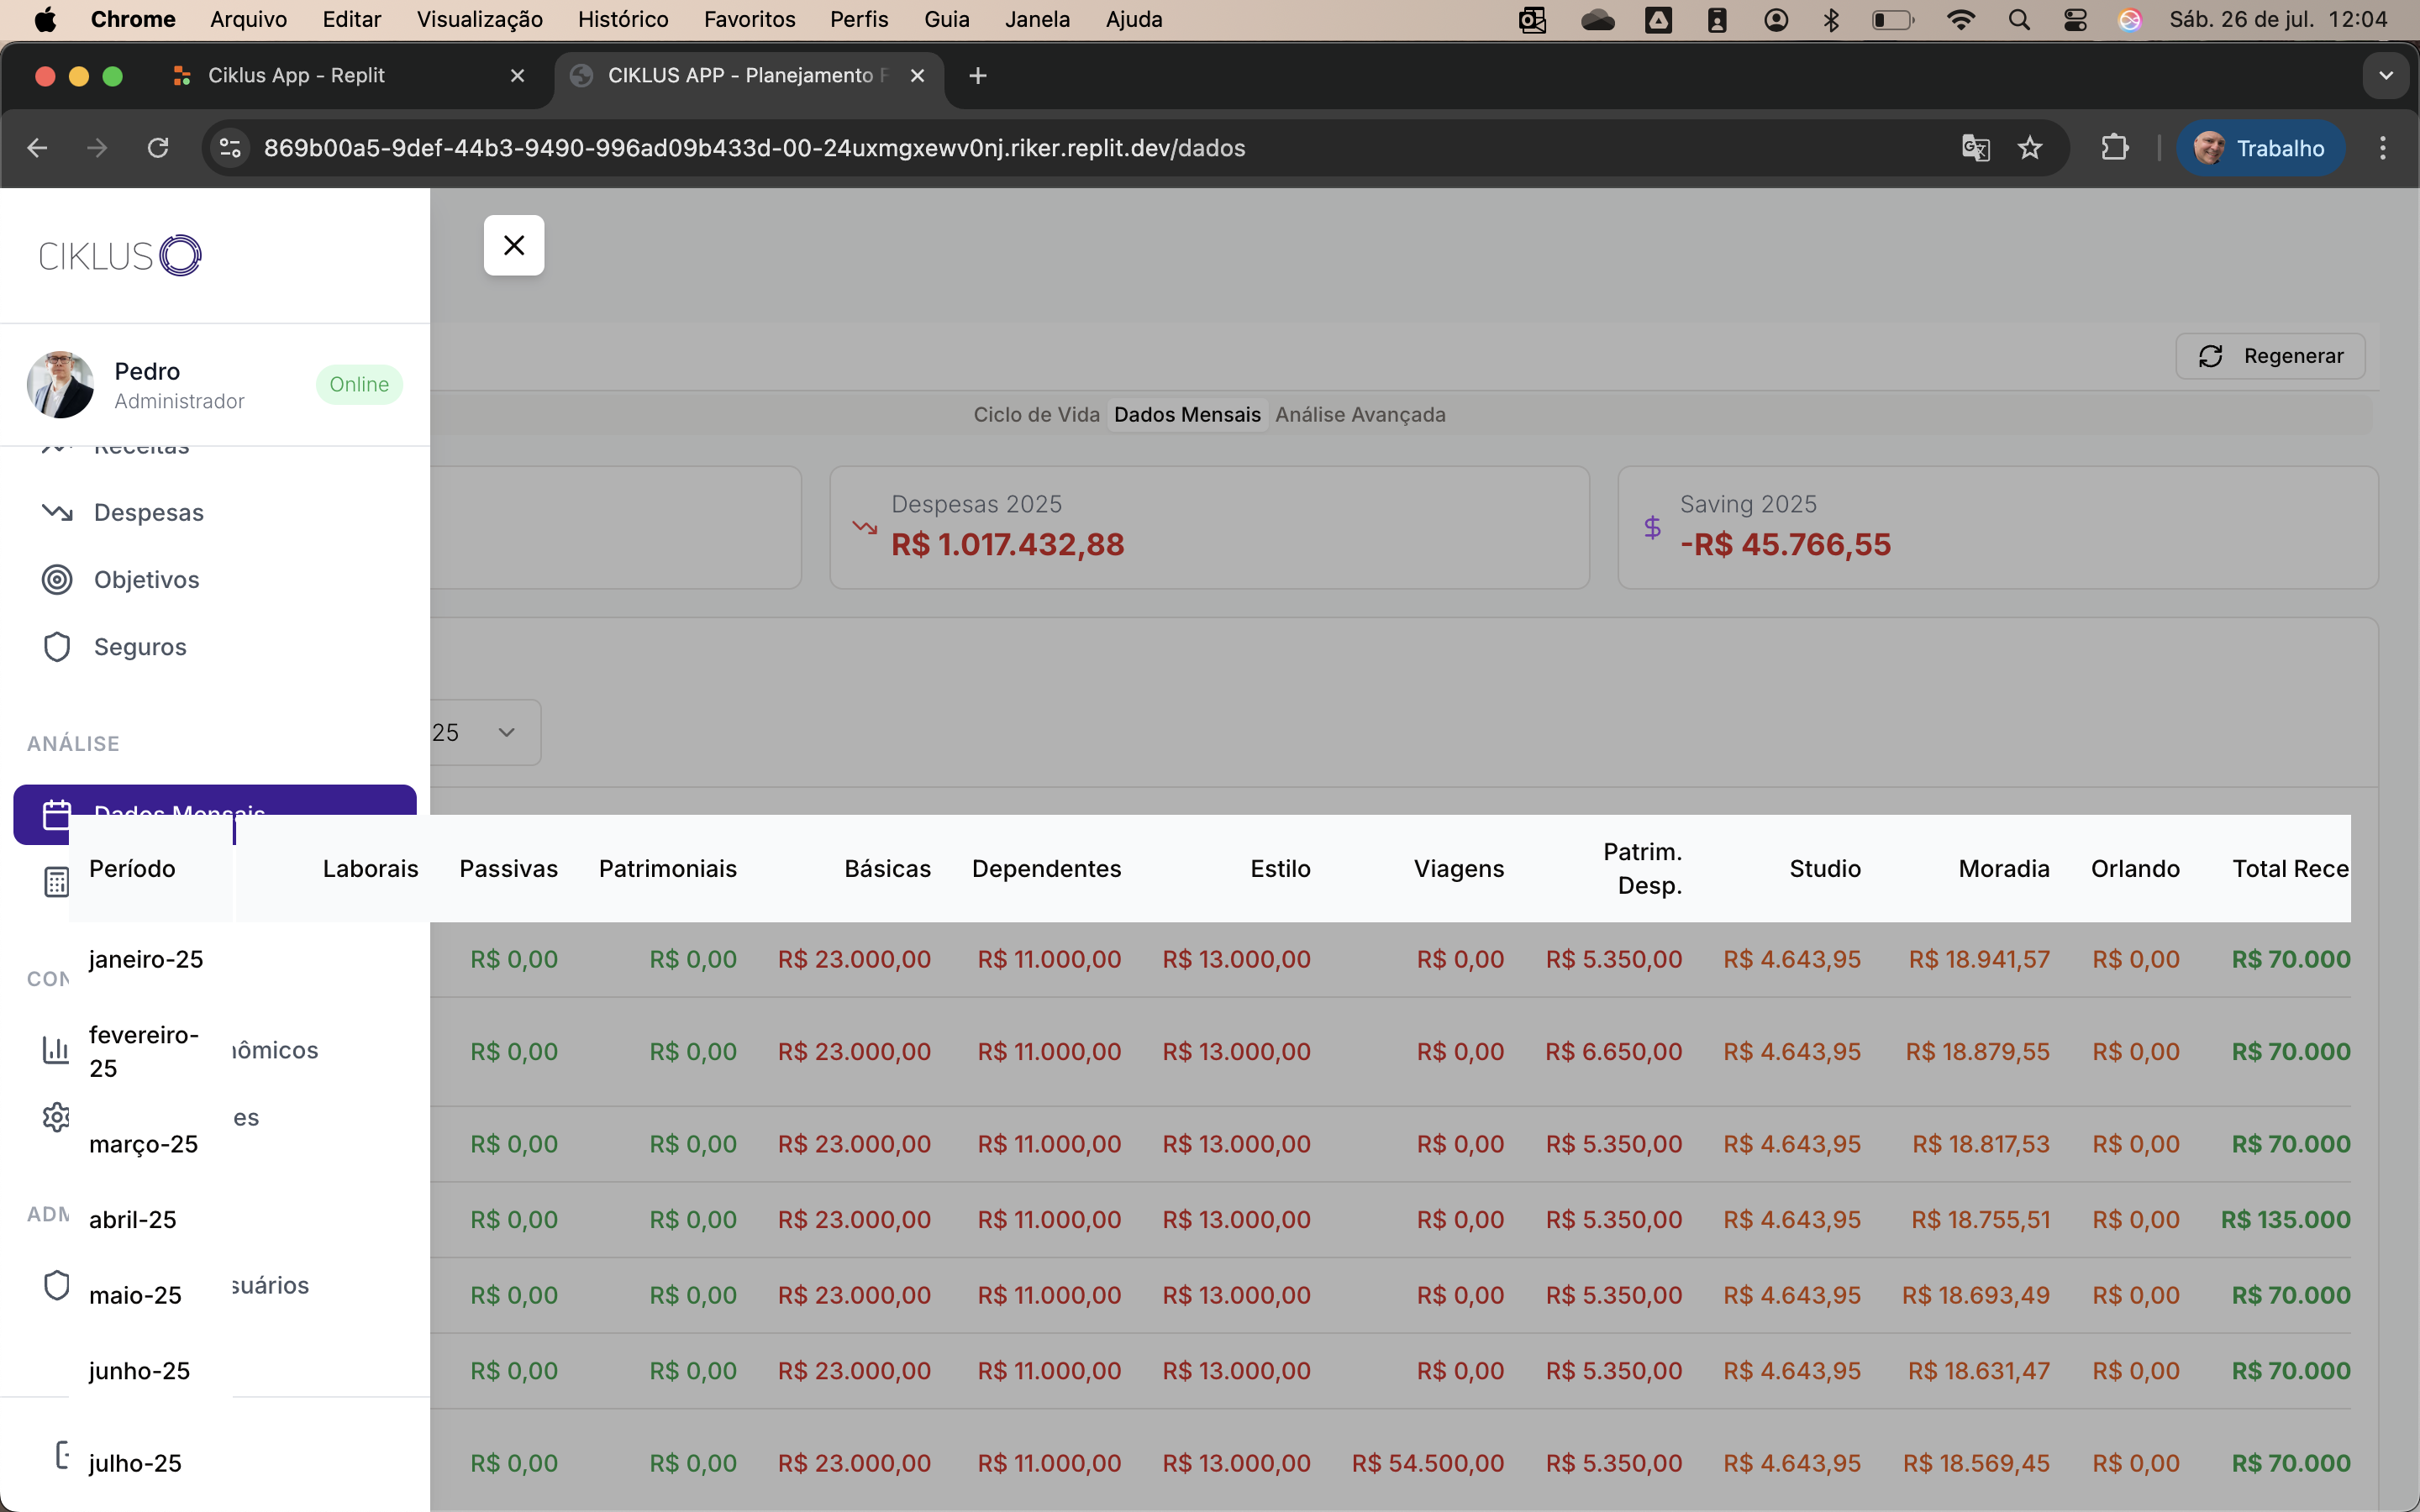 Chrome Arquivo Editar Visualização Histórico Favoritos Perfis Guia Janela Ajuda Sáb. 26 de jul. 12:04
Ciklus App - Replit CIKLUS APP - Planejamento
869b00a5-9def-44b3-9490-996ad09b433d-00-24uxmgxewv0nj.riker.replit.dev/dados Trabalho
CIKLUS
Pedro
Administrador
Online
Regenerar
Ciclo de Vida Dados Mensais Análise Avançada
Receitas
Despesas
Objetivos
Seguros
Despesas 2025
R$ 1.017.432,88
Saving 2025
-R$ 45.766,55
25
ANÁLISE
Dados Mensais
Período Laborais Passivas Patrimoniais Básicas Dependentes Estilo Viagens Patrim. Desp. Studio Moradia Orlando Total Rece
janeiro-25 R$ 0,00 R$ 0,00 R$ 23.000,00 R$ 11.000,00 R$ 13.000,00 R$ 0,00 R$ 5.350,00 R$ 4.643,95 R$ 18.941,57 R$ 0,00 R$ 70.000
CON
fevereiro-25 R$ 0,00 R$ 0,00 R$ 23.000,00 R$ 11.000,00 R$ 13.000,00 R$ 0,00 R$ 6.650,00 R$ 4.643,95 R$ 18.879,55 R$ 0,00 R$ 70.000
nômicos
es
março-25 R$ 0,00 R$ 0,00 R$ 23.000,00 R$ 11.000,00 R$ 13.000,00 R$ 0,00 R$ 5.350,00 R$ 4.643,95 R$ 18.817,53 R$ 0,00 R$ 70.000
ADM
abril-25 R$ 0,00 R$ 0,00 R$ 23.000,00 R$ 11.000,00 R$ 13.000,00 R$ 0,00 R$ 5.350,00 R$ 4.643,95 R$ 18.755,51 R$ 0,00 R$ 135.000
suários
maio-25 R$ 0,00 R$ 0,00 R$ 23.000,00 R$ 11.000,00 R$ 13.000,00 R$ 0,00 R$ 5.350,00 R$ 4.643,95 R$ 18.693,49 R$ 0,00 R$ 70.000
junho-25 R$ 0,00 R$ 0,00 R$ 23.000,00 R$ 11.000,00 R$ 13.000,00 R$ 0,00 R$ 5.350,00 R$ 4.643,95 R$ 18.631,47 R$ 0,00 R$ 70.000
julho-25 R$ 0,00 R$ 0,00 R$ 23.000,00 R$ 11.000,00 R$ 13.000,00 R$ 54.500,00 R$ 5.350,00 R$ 4.643,95 R$ 18.569,45 R$ 0,00 R$ 70.000